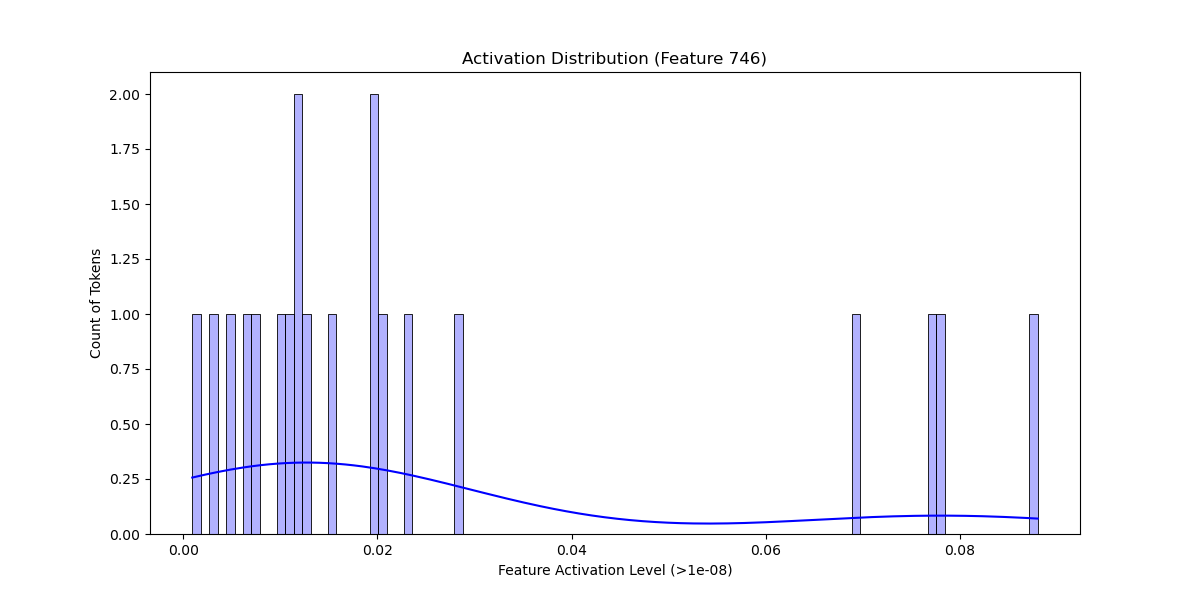 Activation Distribution (Feature 746)
2.00
1.75
1.50
1.25
1.00
0.75
0.50
0.25
0.00
Count of Tokens
0.00 0.02 0.04 0.06 0.08
Feature Activation Level (>1e-08)